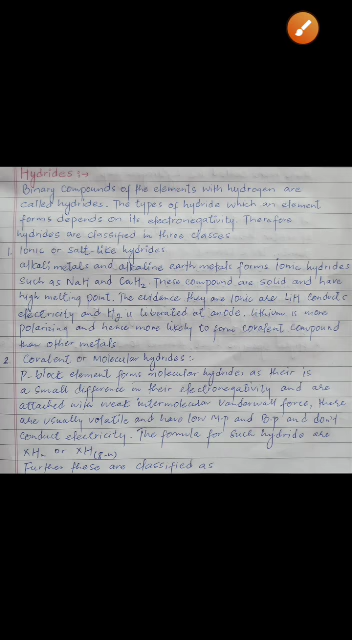 Hydrides :→
Binary compounds of the elements with hydrogen are
called hydrides. The types of hydride which an element
forms depends on its electronegativity. Therefore
hydrides are classified in three classes
1. Ionic or salt-like hydrides
alkali metals and alkaline earth metals forms ionic hydrides
such as NaH and CaH2. These compound are solid and have
high melting point. The evidence they are ionic are LiH conducts
electricity and H2 is liberated at anode. lithium is more
polarizing and hence more likely to form covalent compound
than other metals
2 Covalent or Molecular hydrides :-
P-block element forms molecular hydrides as their is
a small difference in their electronegativity and are
attached with weak intermolecular Vanderwall force, these
are usually volatile and have low M.p and B.p and don't
conduct electricity. The formula for such hydride are
XHn or XH(8-n)
Further these are classified as